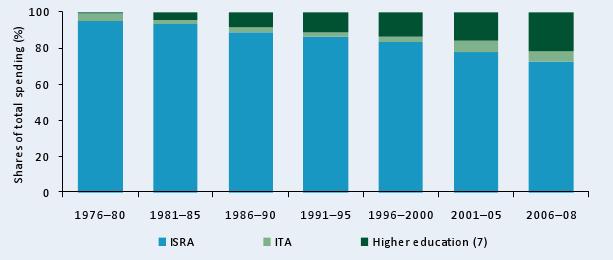 Shares of total spending (%)
100
80
60
40
20
0
1976–80 1981–85 1986–90 1991–95 1996–2000 2001–05 2006–08
ISRA ITA Higher education (7)